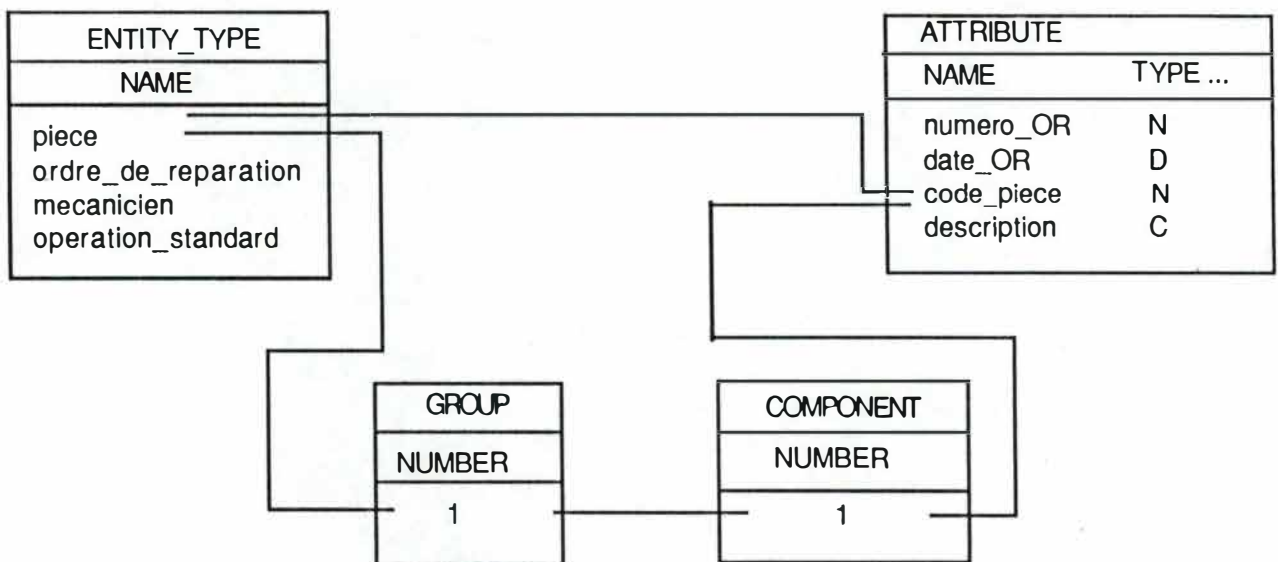 ENTITY_TYPE
NAME
piece
ordre_de_reparation
mecanicien
operation_standard
ATTRIBUTE
NAME TYPE ...
numero_OR N
date_OR D
code_piece N
description C
GROUP
NUMBER
1
COMPONENT
NUMBER
1